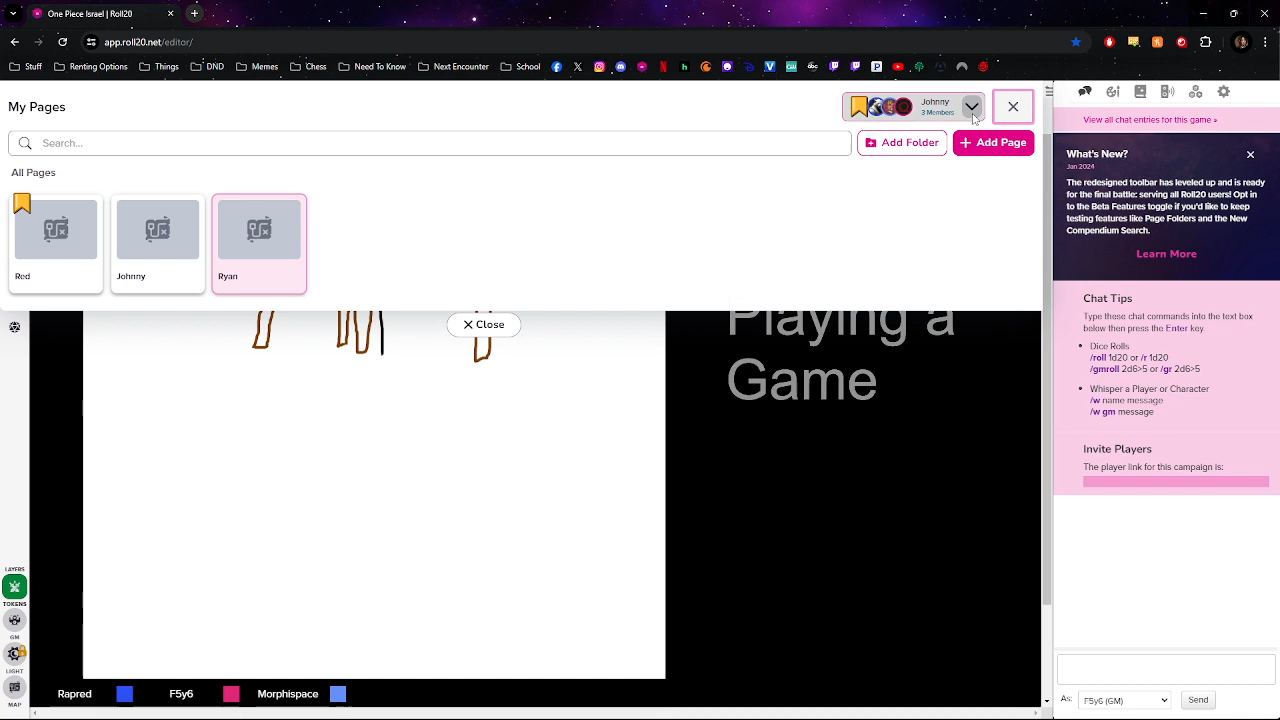 One Piece Israel | Roll20
app.roll20.net/editor/
Stuff
Renting Options
Things
DND
Memes
Chess
Need To Know
Next Encounter
School
My Pages
Johnny
3 Members
Search...
Add Folder
+ Add Page
All Pages
Red
Johnny
Ryan
Close
Playing a
Game
LAYERS
TOKENS
GM
LIGHT
MAP
Rapred
F5y6
Morphispace
View all chat entries for this game »
What's New?
Jan 2024
The redesigned toolbar has leveled up and is ready
for the final battle: serving all Roll20 users! Opt in
to the Beta Features toggle if you'd like to keep
testing features like Page Folders and the New
Compendium Search.
Learn More
Chat Tips
Type these chat commands into the text box
below then press the Enter key.
• Dice Rolls
/roll 1d20 or /r 1d20
/gmroll 2d6>5 or /gr 2d6>5
• Whisper a Player or Character
/w name message
/w gm message
Invite Players
The player link for this campaign is:
As:
F5y6 (GM)
Send